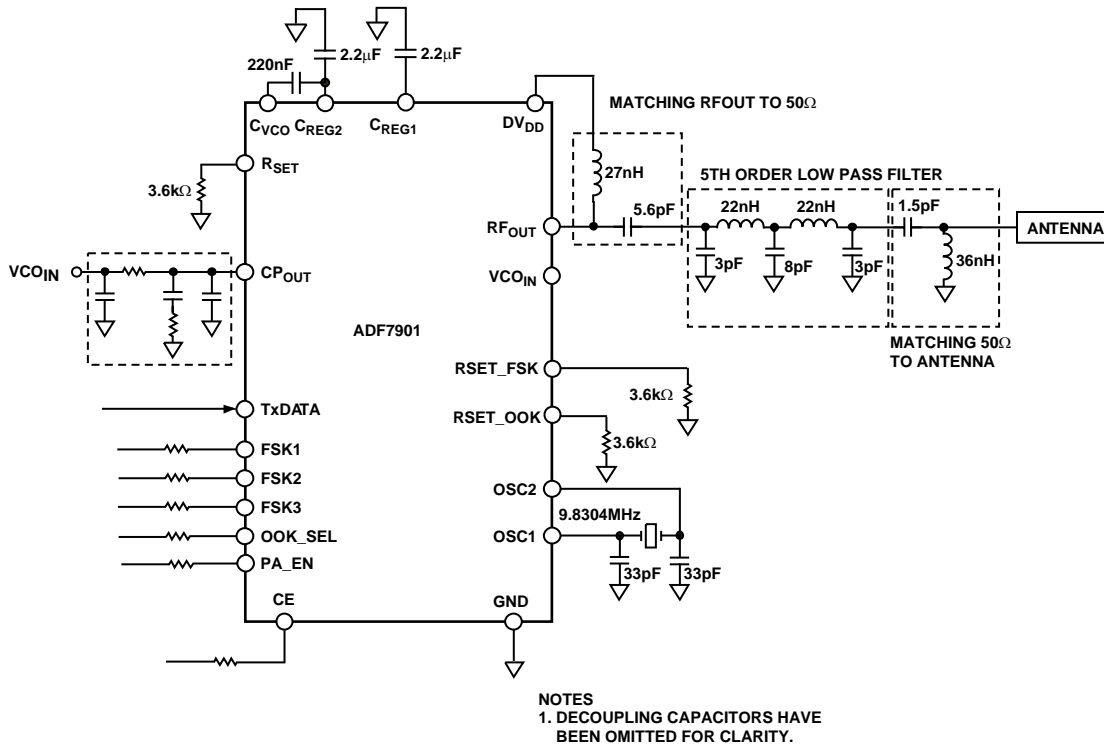 220nF
2.2µF
2.2µF
CVCO
CREG2
CREG1
DVDD
MATCHING RFOUT TO 50Ω
RSET
3.6kΩ
27nH
5TH ORDER LOW PASS FILTER
22nH
22nH
5.6pF
1.5pF
RFOUT
ANTENNA
3pF
8pF
3pF
36nH
VCOIN
CPOUT
VCOIN
MATCHING 50Ω
TO ANTENNA
ADF7901
RSET_FSK
3.6kΩ
TxDATA
RSET_OOK
3.6kΩ
FSK1
FSK2
FSK3
OOK_SEL
PA_EN
OSC2
9.8304MHz
OSC1
33pF
33pF
CE
GND
NOTES
1. DECOUPLING CAPACITORS HAVE
BEEN OMITTED FOR CLARITY.